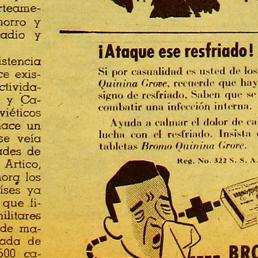 rteame-
horro y
adio y
istencia
ce exis-
ctivida-
y Ca-
viéticos
nace un
se veía
des de
Artico,
norg los
íses ya
que fi-
militares
de ma-
ada de
600 ca-
¡Ataque ese resfriado!
Si por casualidad es usted de los
Quinina Grove, recuerde que hay
signo de resfriado. Saben que se
combatir una infección interna.
Ayuda a calmar el dolor de ca
lucha con el resfriado. Insista
tabletas Bromo Quinina Grove.
Reg. No. 322 S. S. A.
BRO